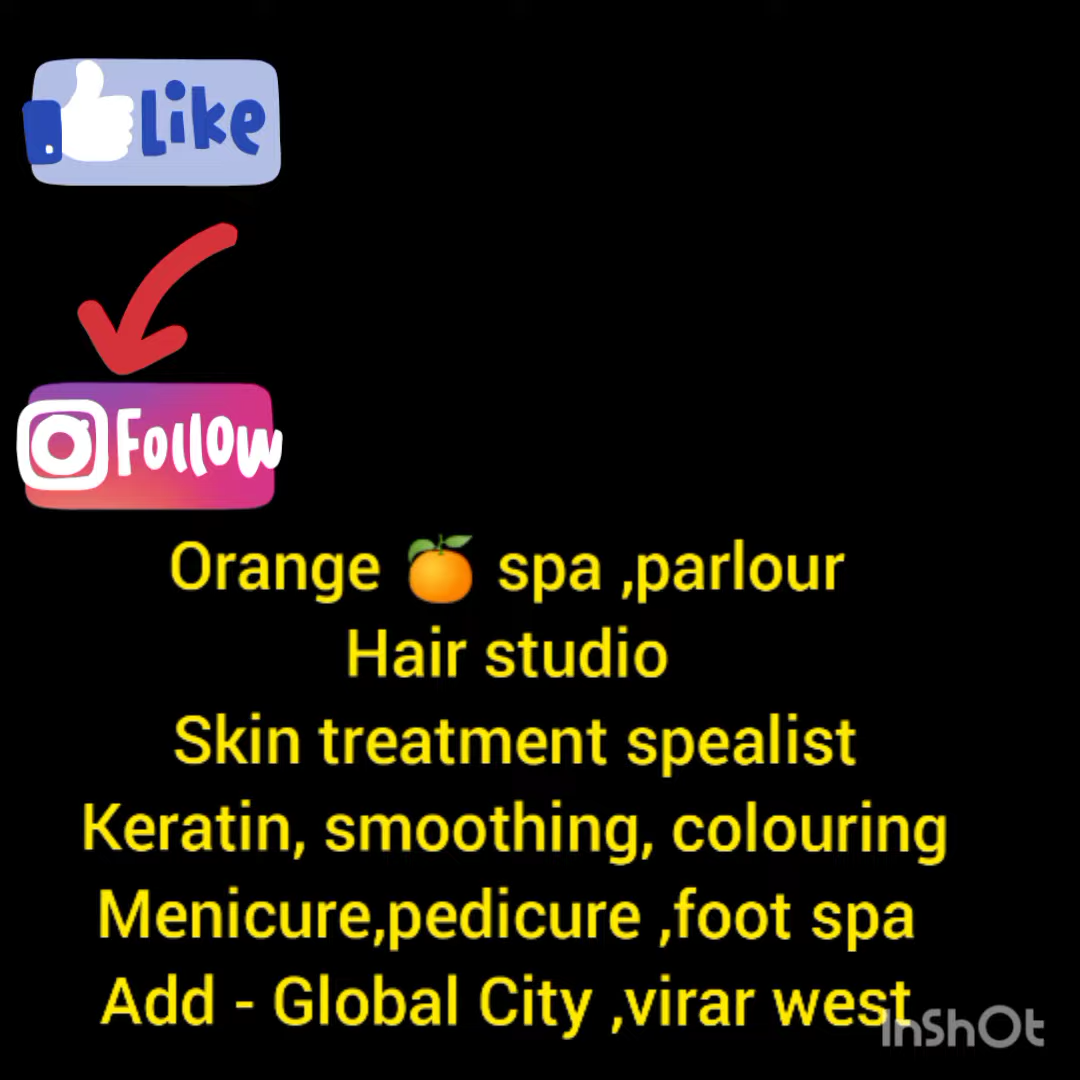 Like
Follow
Orange 🍊 spa ,parlour
Hair studio
Skin treatment spealist
Keratin, smoothing, colouring
Menicure,pedicure ,foot spa
Add - Global City ,virar west
InShOt